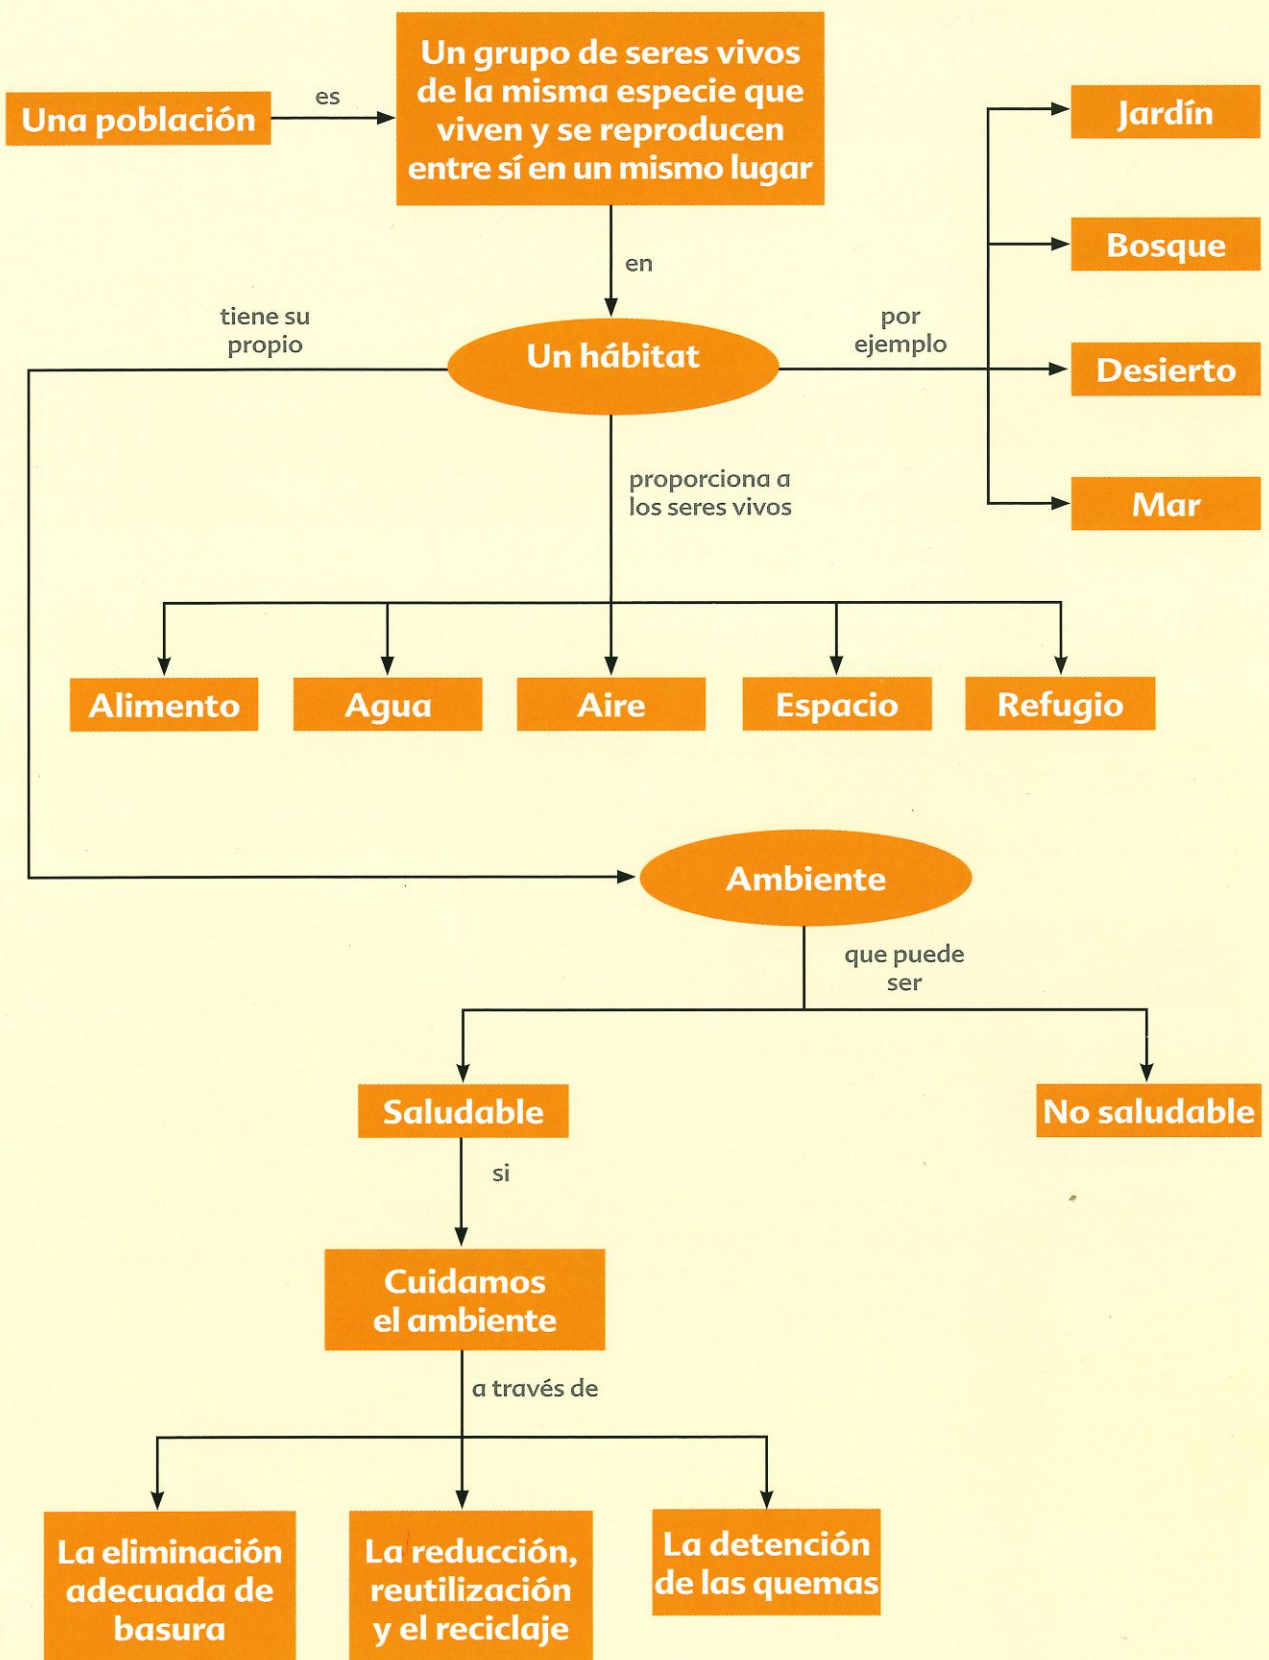 Una población
es
Un grupo de seres vivos
de la misma especie que
viven y se reproducen
entre sí en un mismo lugar
en
Un hábitat
por
ejemplo
Jardín
Bosque
Desierto
Mar
tiene su
propio
proporciona a
los seres vivos
Alimento
Agua
Aire
Espacio
Refugio
Ambiente
que puede
ser
Saludable
No saludable
si
Cuidamos
el ambiente
a través de
La eliminación
adecuada de
basura
La reducción,
reutilización
y el reciclaje
La detención
de las quemas